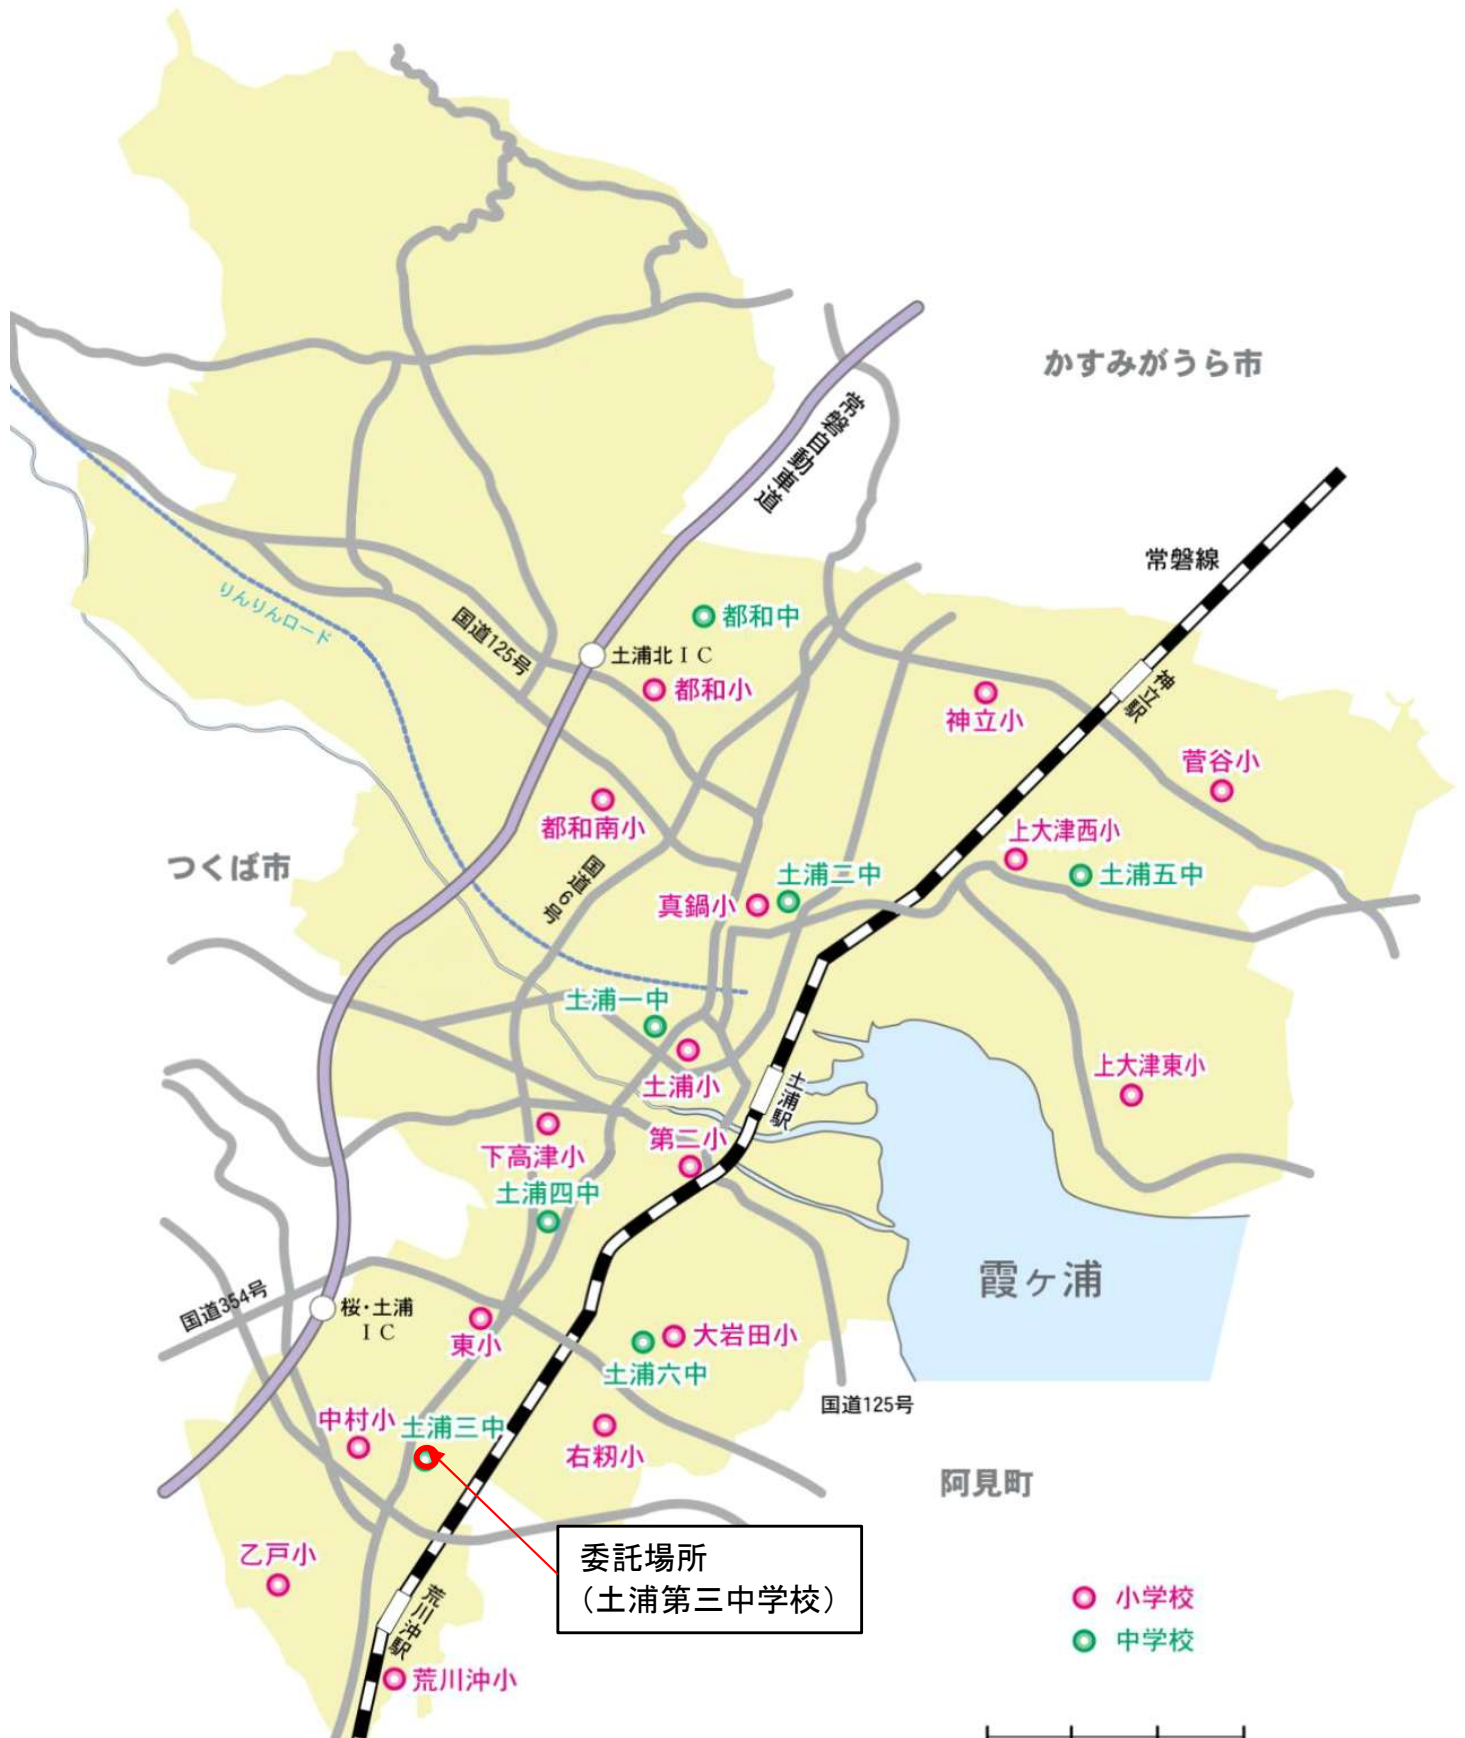 かすみがうら市
常磐自動車道
常磐線
りんりんロード
国道125号
都和中
土浦北ＩＣ
都和小
神立駅
神立小
菅谷小
都和南小
上大津西小
つくば市
国道6号
土浦二中
土浦五中
真鍋小
土浦一中
土浦小
土浦駅
上大津東小
下高津小
第二小
土浦四中
霞ヶ浦
国道354号
桜・土浦
ＩＣ
東小
大岩田小
土浦六中
国道125号
中村小
土浦三中
右籾小
阿見町
委託場所
（土浦第三中学校）
乙戸小
荒川沖駅
小学校
中学校
荒川沖小